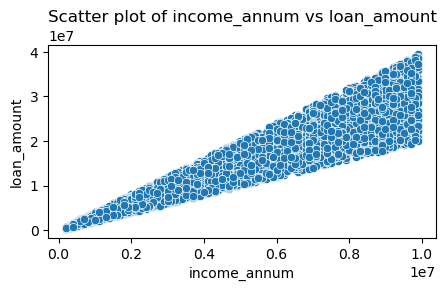 Scatter plot of income_annum vs loan_amount
1e7
4
3
2
1
0
loan_amount
0.0 0.2 0.4 0.6 0.8 1.0
1e7
income_annum